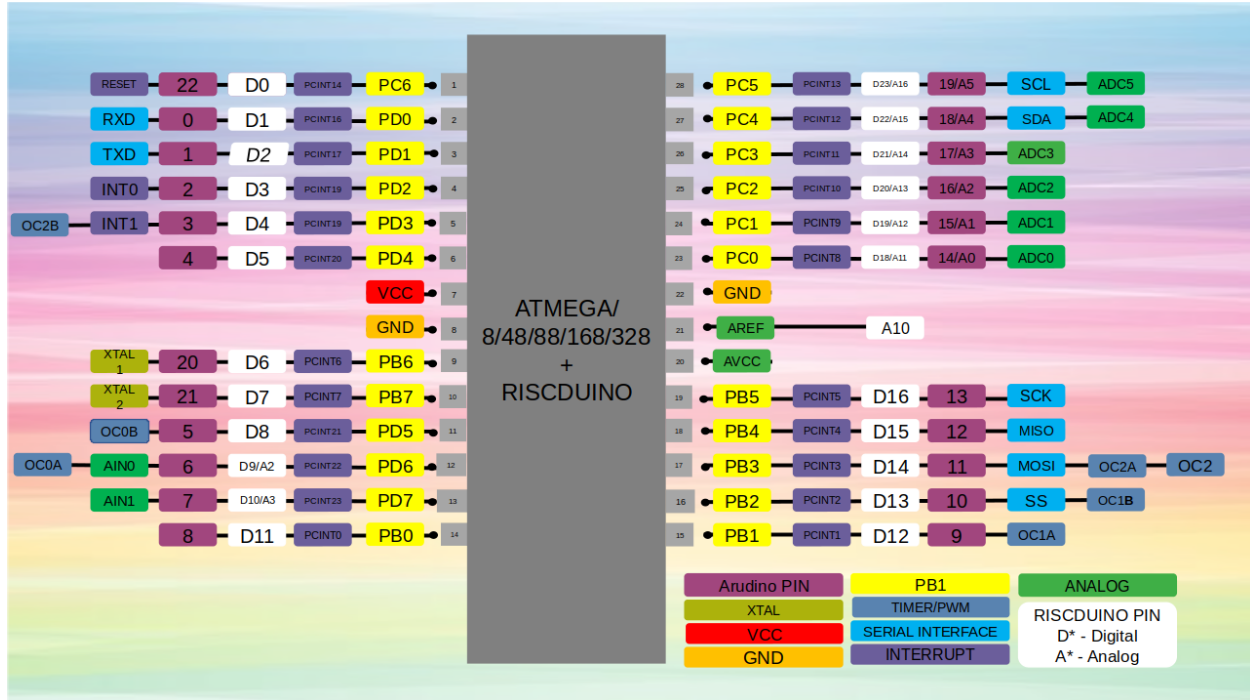 RESET 22 D0 PCINT14 PC6 1
RXD 0 D1 PCINT16 PD0 2
TXD 1 D2 PCINT17 PD1 3
INT0 2 D3 PCINT19 PD2 4
OC2B INT1 3 D4 PCINT19 PD3 5
4 D5 PCINT20 PD4 6
VCC 7
GND 8
XTAL
1
20 D6 PCINT6 PB6 9
XTAL
2
21 D7 PCINT7 PB7 10
OC0B 5 D8 PCINT21 PD5 11
OC0A AIN0 6 D9/A2 PCINT22 PD6 12
AIN1 7 D10/A3 PCINT23 PD7 13
8 D11 PCINT0 PB0 14
ATMEGA/
8/48/88/168/328
+
RISCDUINO
28 PC5 PCINT13 D23/A16 19/A5 SCL ADC5
27 PC4 PCINT12 D22/A15 18/A4 SDA ADC4
26 PC3 PCINT11 D21/A14 17/A3 ADC3
25 PC2 PCINT10 D20/A13 16/A2 ADC2
24 PC1 PCINT9 D19/A12 15/A1 ADC1
23 PC0 PCINT8 D18/A11 14/A0 ADC0
22 GND
21 AREF A10
20 AVCC
19 PB5 PCINT5 D16 13 SCK
18 PB4 PCINT4 D15 12 MISO
17 PB3 PCINT3 D14 11 MOSI OC2A OC2
16 PB2 PCINT2 D13 10 SS OC1B
15 PB1 PCINT1 D12 9 OC1A
Arudino PIN PB1 ANALOG
XTAL TIMER/PWM
VCC SERIAL INTERFACE
GND INTERRUPT
RISCDUINO PIN
D* - Digital
A* - Analog